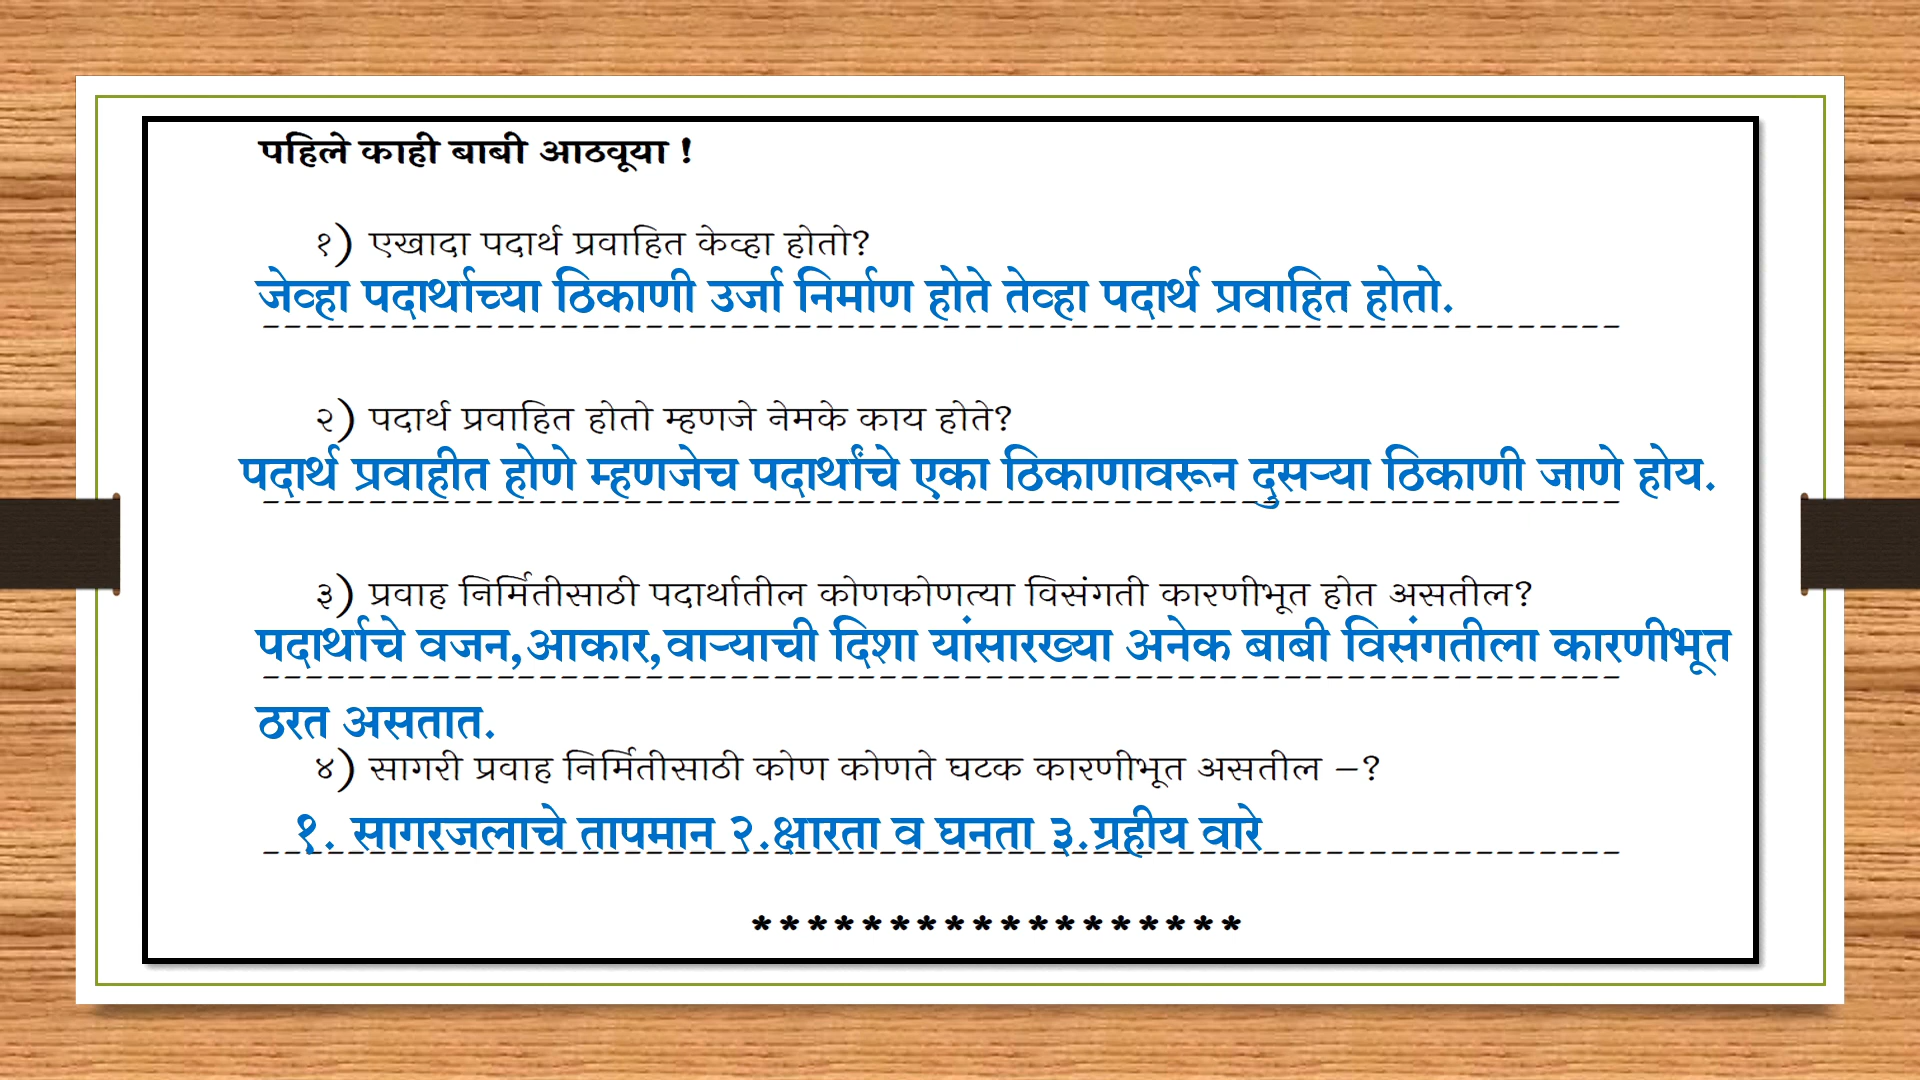 पहिले काही बाबी आठवूया !
१) एखादा पदार्थ प्रवाहित केव्हा होतो?
जेव्हा पदार्थाच्या ठिकाणी उर्जा निर्माण होते तेव्हा पदार्थ प्रवाहित होतो.
२) पदार्थ प्रवाहित होतो म्हणजे नेमके काय होते?
पदार्थ प्रवाहीत होणे म्हणजेच पदार्थांचे एका ठिकाणावरून दुसऱ्या ठिकाणी जाणे होय.
३) प्रवाह निर्मितीसाठी पदार्थातील कोणकोणत्या विसंगती कारणीभूत होत असतील?
पदार्थाचे वजन,आकार,वाऱ्याची दिशा यांसारख्या अनेक बाबी विसंगतीला कारणीभूत
ठरत असतात.
४) सागरी प्रवाह निर्मितीसाठी कोण कोणते घटक कारणीभूत असतील –?
१. सागरजलाचे तापमान २.क्षारता व घनता ३.ग्रहीय वारे
******************